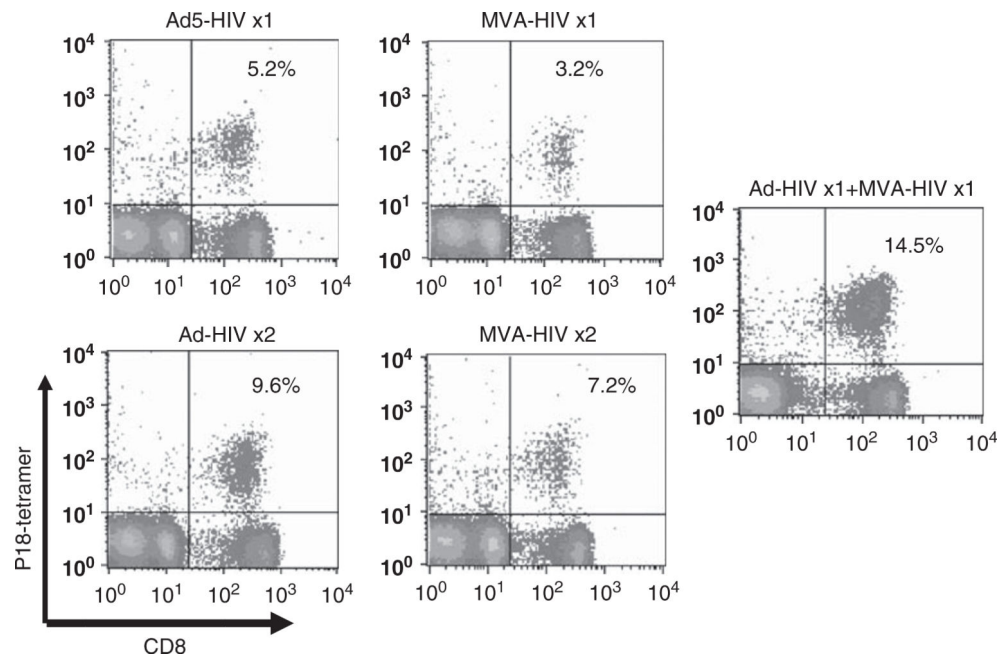 Ad5-HIV x1
10⁴
10³
10²
10¹
10⁰
5.2%
10⁰ 10¹ 10² 10³ 10⁴
MVA-HIV x1
10⁴
10³
10²
10¹
10⁰
3.2%
10⁰ 10¹ 10² 10³ 10⁴
Ad-HIV x2
10⁴
10³
10²
10¹
10⁰
9.6%
10⁰ 10¹ 10² 10³ 10⁴
MVA-HIV x2
10⁴
10³
10²
10¹
10⁰
7.2%
10⁰ 10¹ 10² 10³ 10⁴
Ad-HIV x1+MVA-HIV x1
10⁴
10³
10²
10¹
10⁰
14.5%
10⁰ 10¹ 10² 10³ 10⁴
P18-tetramer
CD8